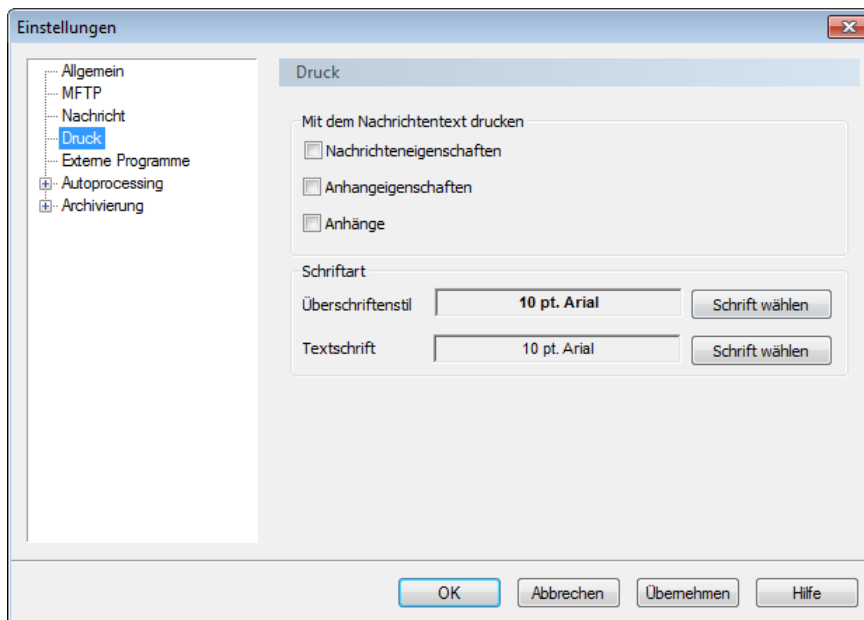 Einstellungen
Allgemein
MFTP
Nachricht
Druck
Externe Programme
Autoprocessing
Archivierung
Druck
Mit dem Nachrichtentext drucken
Nachrichteneigenschaften
Anhangeigenschaften
Anhänge
Schriftart
Überschriftenstil 10 pt. Arial Schrift wählen
Textschrift 10 pt. Arial Schrift wählen
OK Abbrechen Übernehmen Hilfe